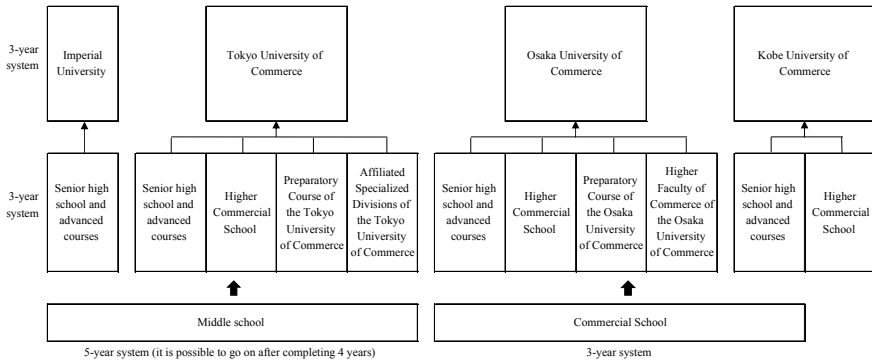 3-year
system
Imperial
University
Tokyo University of
Commerce
Osaka University of
Commerce
Kobe University of
Commerce
3-year
system
Senior high
school and
advanced
courses
Senior high
school and
advanced
courses
Higher
Commercial
School
Preparatory
Course of
the Tokyo
University
of Commerce
Affiliated
Specialized
Divisions of
the Tokyo
University
of Commerce
Senior high
school and
advanced
courses
Higher
Commercial
School
Preparatory
Course of
the Osaka
University
of Commerce
Higher
Faculty of
Commerce of
the Osaka
University
of Commerce
Senior high
school and
advanced
courses
Higher
Commercial
School
Middle school
Commercial School
5-year system (it is possible to go on after completing 4 years)
3-year system